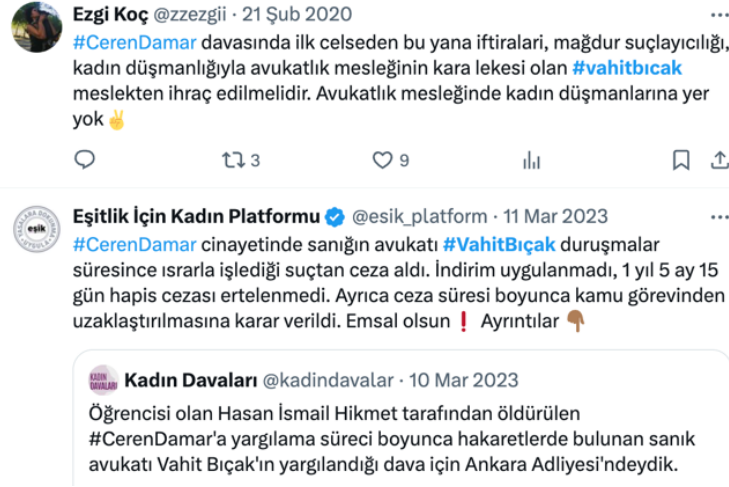 Ezgi Koç @zzezgii · 21 Şub 2020
#CerenDamar davasında ilk celseden bu yana iftiralari, mağdur suçlayıcılığı,
kadın düşmanlığıyla avukatlık mesleğinin kara lekesi olan #vahitbıcak
meslekten ihraç edilmelidir. Avukatlık mesleğinde kadın düşmanlarına yer
yok ✌️
3 9
Eşitlik İçin Kadın Platformu @esik_platform · 11 Mar 2023
#CerenDamar cinayetinde sanığın avukatı #VahitBıçak duruşmalar
süresince ısrarla işlediği suçtan ceza aldı. İndirim uygulanmadı, 1 yıl 5 ay 15
gün hapis cezası ertelenmedi. Ayrıca ceza süresi boyunca kamu görevinden
uzaklaştırılmasına karar verildi. Emsal olsun ❗ Ayrıntılar 👇🏽
KADIN DAVALARI Kadın Davaları @kadindavalar · 10 Mar 2023
Öğrencisi olan Hasan İsmail Hikmet tarafından öldürülen
#CerenDamar'a yargılama süreci boyunca hakaretlerde bulunan sanık
avukatı Vahit Bıçak'ın yargılandığı dava için Ankara Adliyesi'ndeydik.